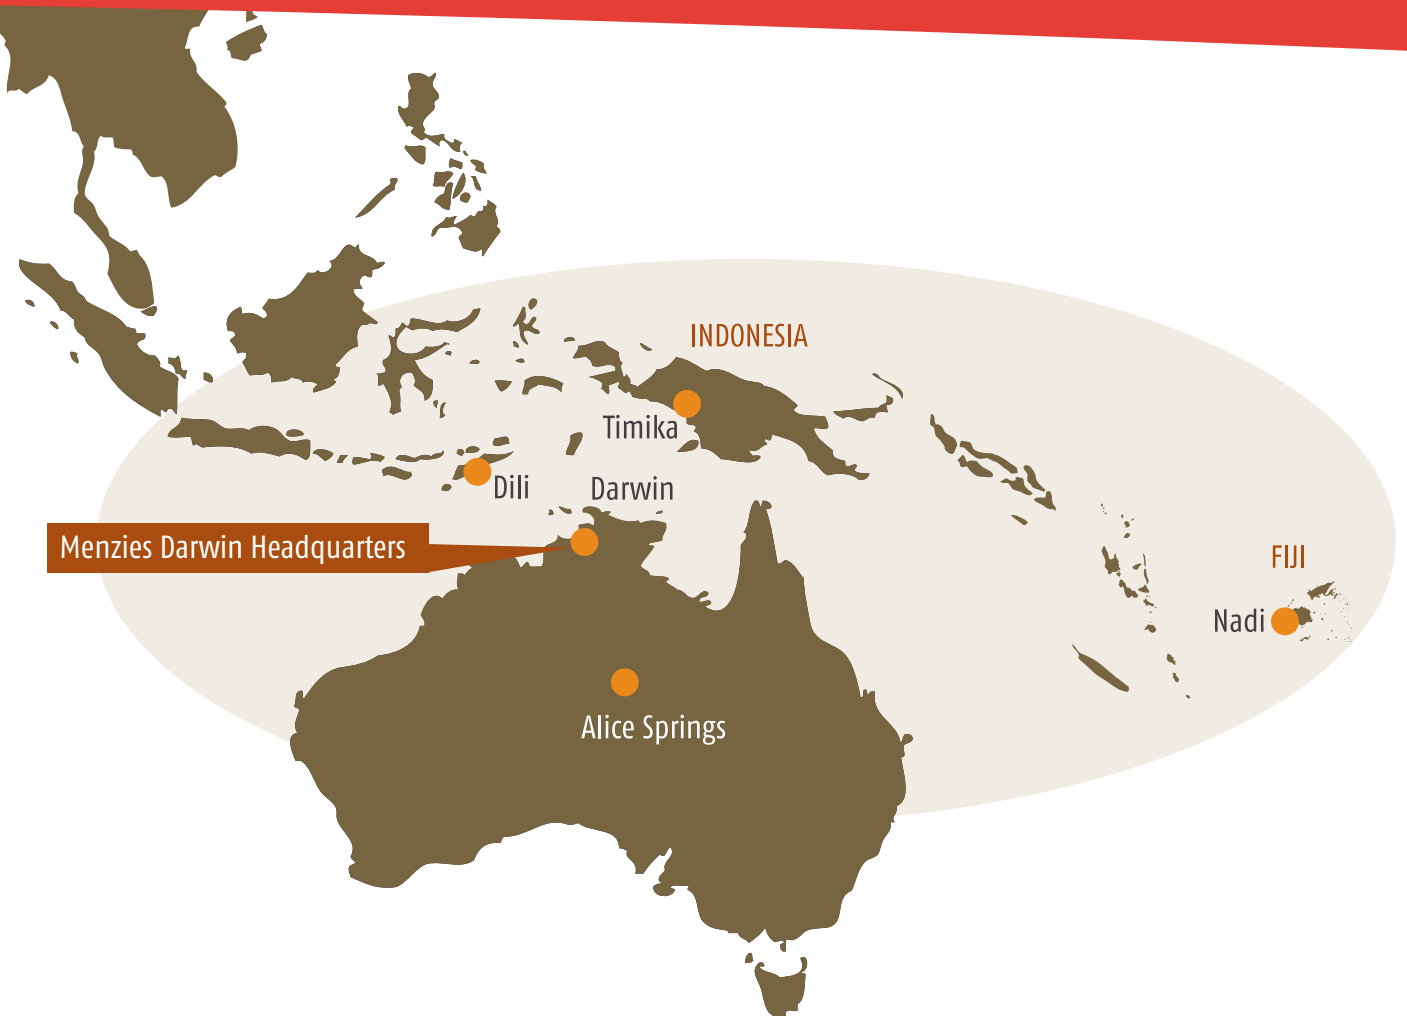 INDONESIA
Timika
Dili
Darwin
Menzies Darwin Headquarters
FIJI
Nadi
Alice Springs